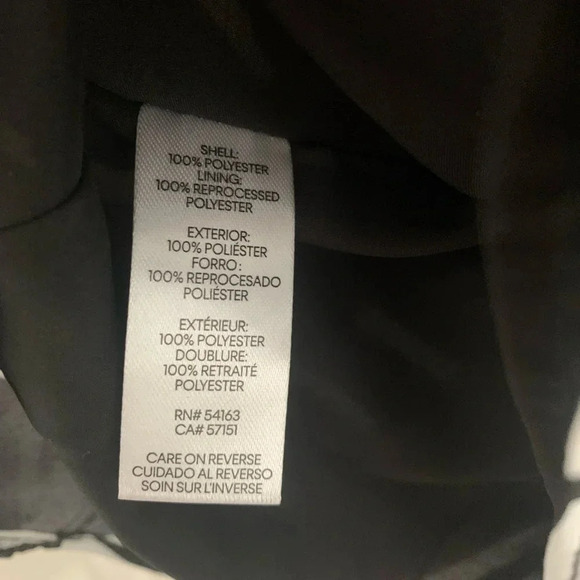 SHELL:
100% POLYESTER
LINING:
100% REPROCESSED
POLYESTER
EXTERIOR:
100% POLIÉSTER
FORRO:
100% REPROCESADO
POLIÉSTER
EXTÉRIEUR:
100% POLYESTER
DOUBLURE:
100% RETRAITÉ
POLYESTER
RN# 54163
CA# 57151
CARE ON REVERSE
CUIDADO AL REVERSO
SOIN SUR L'INVERSE